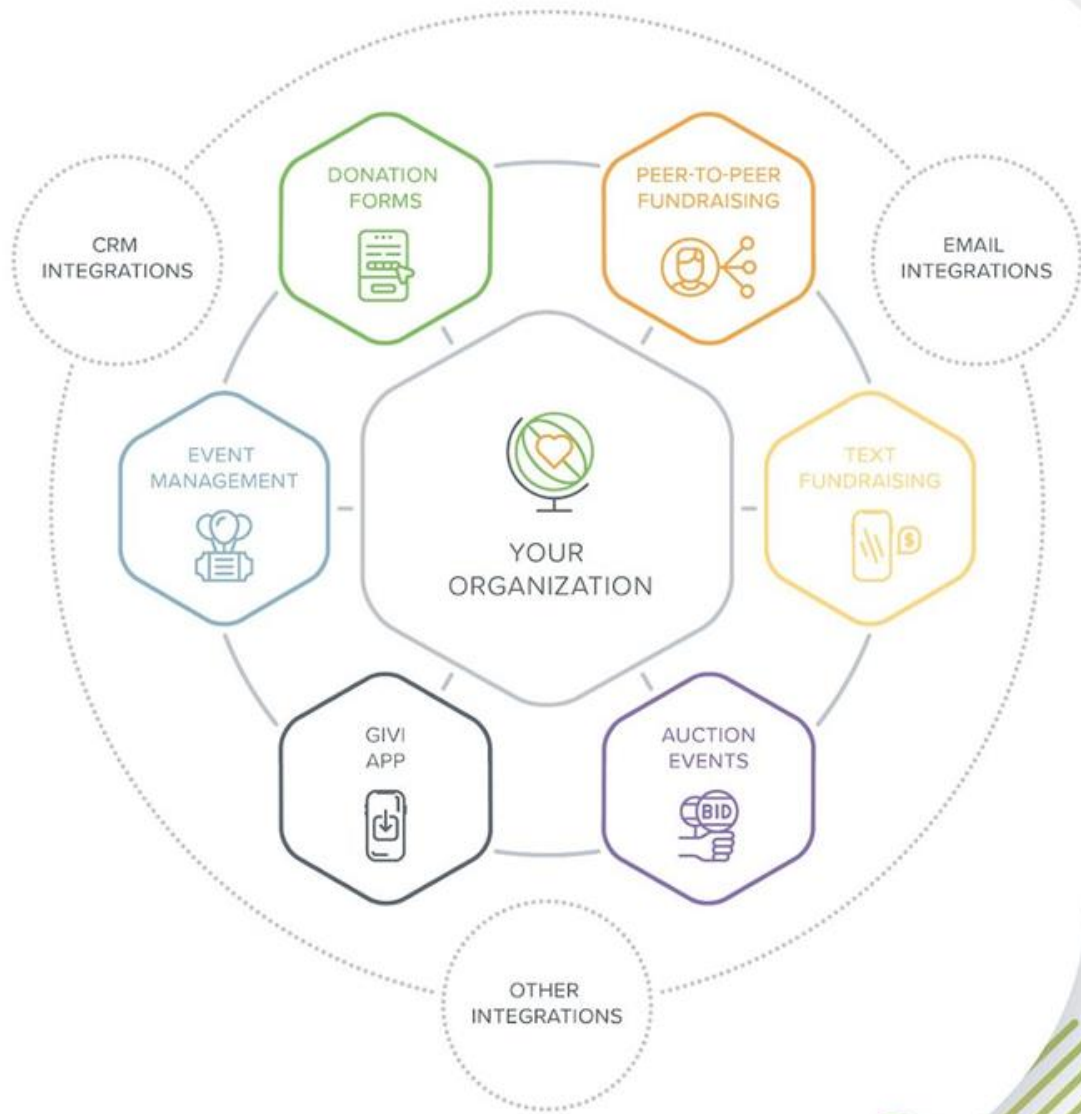 DONATION
FORMS
PEER-TO-PEER
FUNDRAISING
CRM
INTEGRATIONS
EMAIL
INTEGRATIONS
EVENT
MANAGEMENT
TEXT
FUNDRAISING
$
YOUR
ORGANIZATION
GIVI
APP
AUCTION
EVENTS
BID
OTHER
INTEGRATIONS